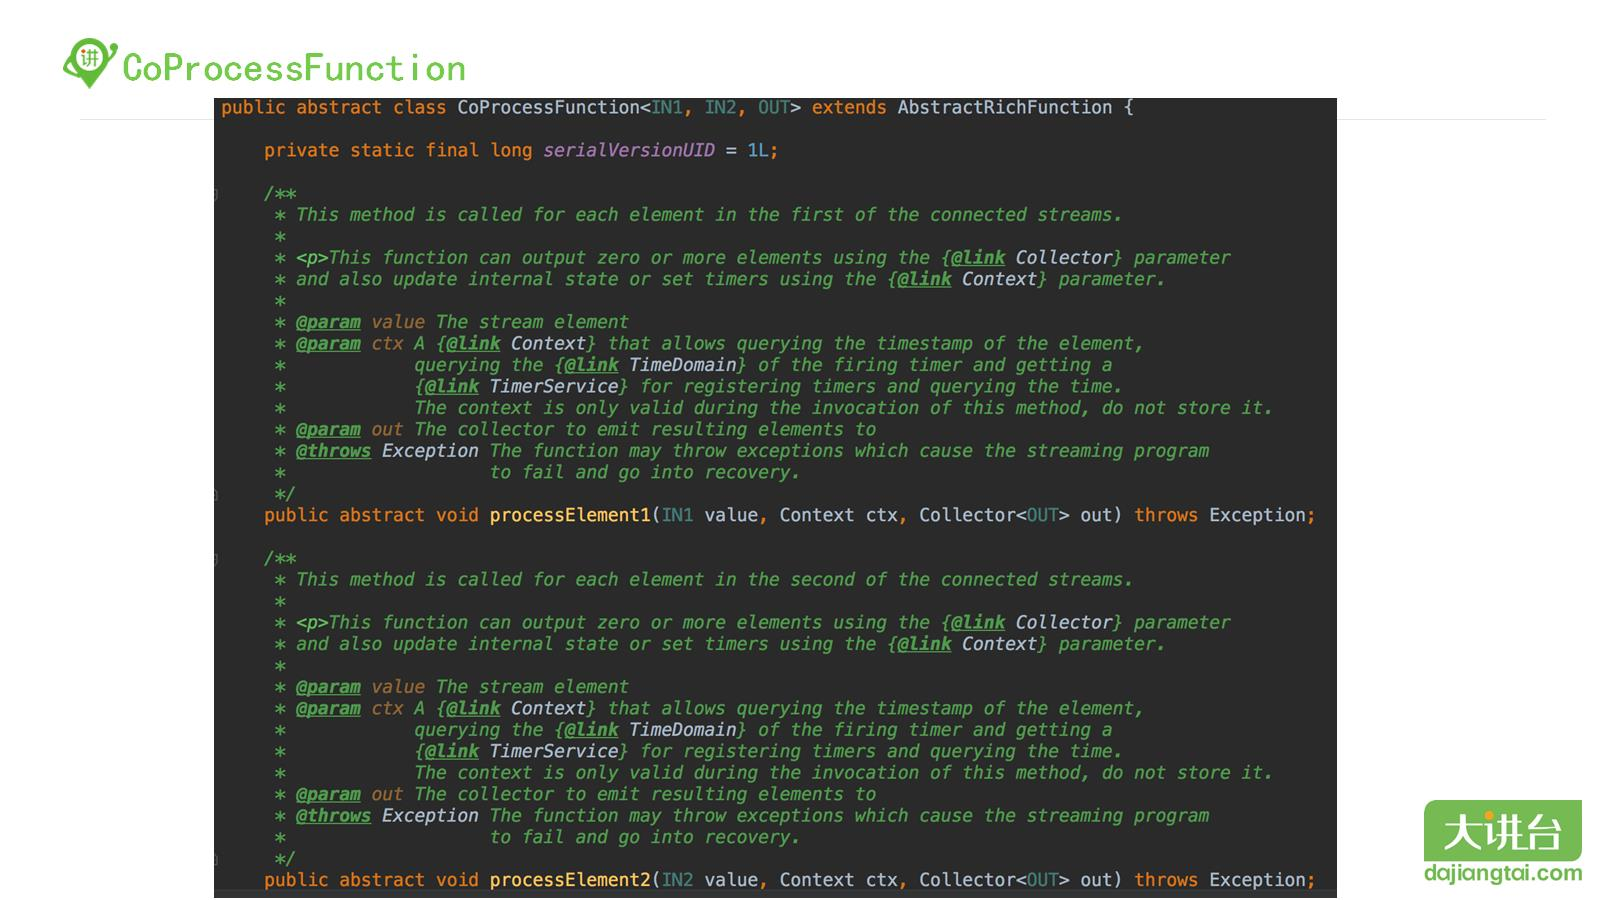 讲
CoProcessFunction
public abstract class CoProcessFunction<IN1, IN2, OUT> extends AbstractRichFunction {
private static final long serialVersionUID = 1L;
/**
* This method is called for each element in the first of the connected streams.
*
* <p>This function can output zero or more elements using the {@link Collector} parameter
* and also update internal state or set timers using the {@link Context} parameter.
*
* @param value The stream element
* @param ctx A {@link Context} that allows querying the timestamp of the element,
* querying the {@link TimeDomain} of the firing timer and getting a
* {@link TimerService} for registering timers and querying the time.
* The context is only valid during the invocation of this method, do not store it.
* @param out The collector to emit resulting elements to
* @throws Exception The function may throw exceptions which cause the streaming program
* to fail and go into recovery.
*/
public abstract void processElement1(IN1 value, Context ctx, Collector<OUT> out) throws Exception;
/**
* This method is called for each element in the second of the connected streams.
*
* <p>This function can output zero or more elements using the {@link Collector} parameter
* and also update internal state or set timers using the {@link Context} parameter.
*
* @param value The stream element
* @param ctx A {@link Context} that allows querying the timestamp of the element,
* querying the {@link TimeDomain} of the firing timer and getting a
* {@link TimerService} for registering timers and querying the time.
* The context is only valid during the invocation of this method, do not store it.
* @param out The collector to emit resulting elements to
* @throws Exception The function may throw exceptions which cause the streaming program
* to fail and go into recovery.
*/
public abstract void processElement2(IN2 value, Context ctx, Collector<OUT> out) throws Exception;
大讲台
dajiangtai.com